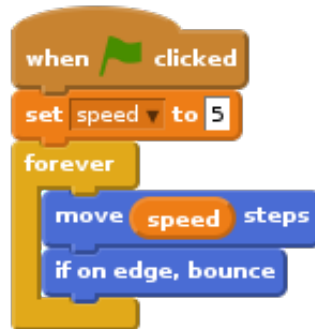 when clicked
set speed to 5
forever
move speed steps
if on edge, bounce